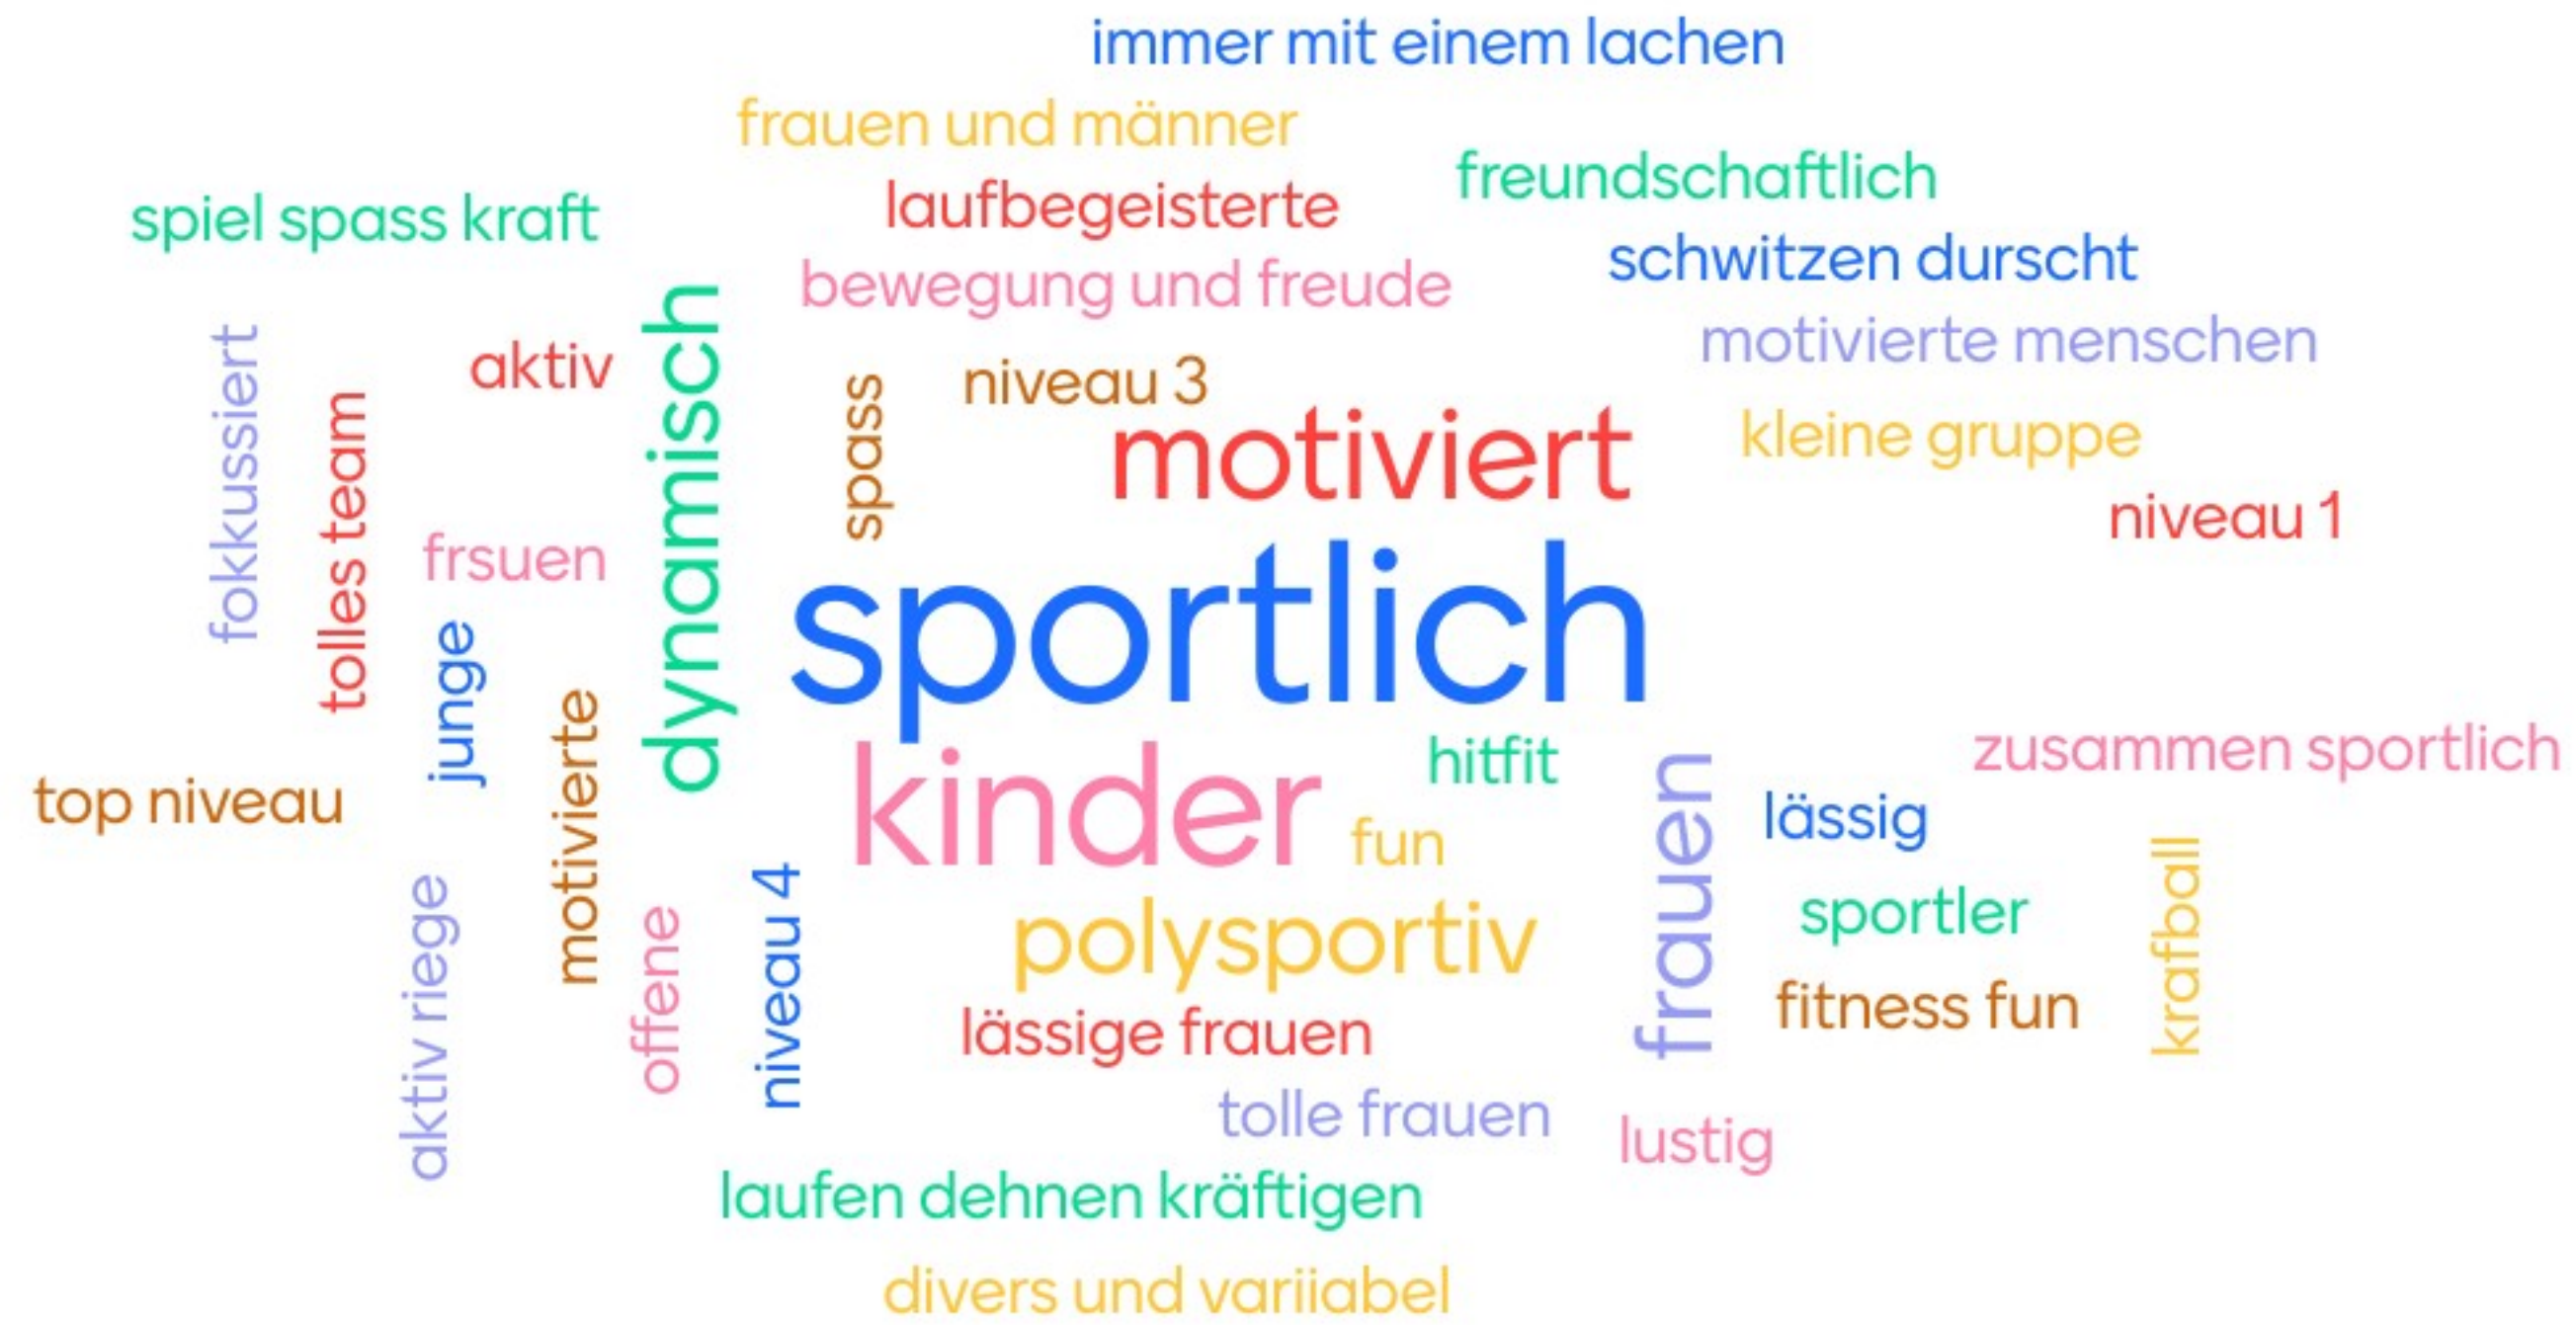 immer mit einem lachen
frauen und männer
freundschaftlich
spiel spass kraft
laufbegeisterte
schwitzen durscht
bewegung und freude
motivierte menschen
fokkussiert
aktiv
dynamisch
spass
niveau 3
motiviert
kleine gruppe
tolles team
niveau 1
frsuen
sportlich
junge
motivierte
kinder
hitfit
zusammen sportlich
top niveau
frauen
lässig
fun
krafball
aktiv riege
offene
niveau 4
polysportiv
sportler
lässige frauen
fitness fun
tolle frauen
lustig
laufen dehnen kräftigen
divers und variiabel